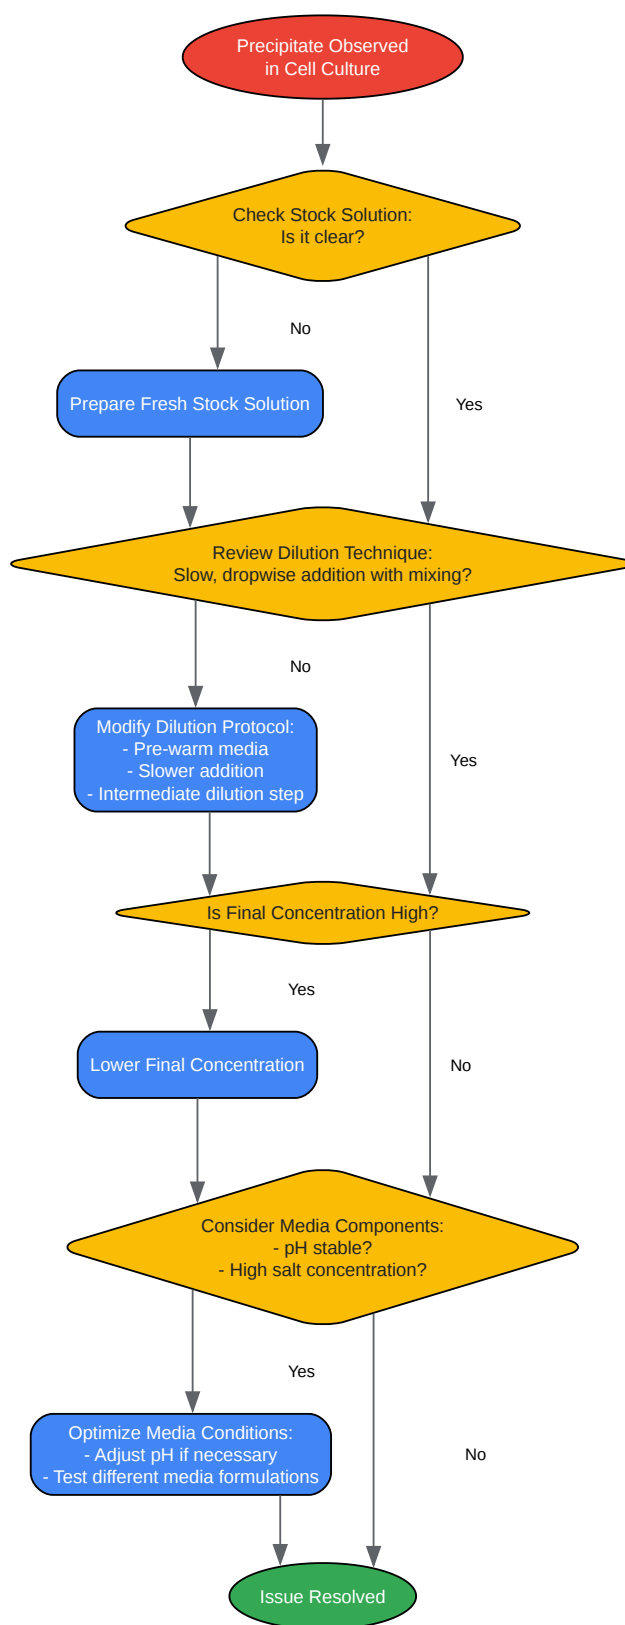 Precipitate Observed
in Cell Culture
Check Stock Solution:
Is it clear?
No
Prepare Fresh Stock Solution
Yes
Review Dilution Technique:
Slow, dropwise addition with mixing?
No
Modify Dilution Protocol:
- Pre-warm media
- Slower addition
- Intermediate dilution step
Yes
Is Final Concentration High?
Yes
Lower Final Concentration
No
Consider Media Components:
- pH stable?
- High salt concentration?
Yes
Optimize Media Conditions:
- Adjust pH if necessary
- Test different media formulations
No
Issue Resolved